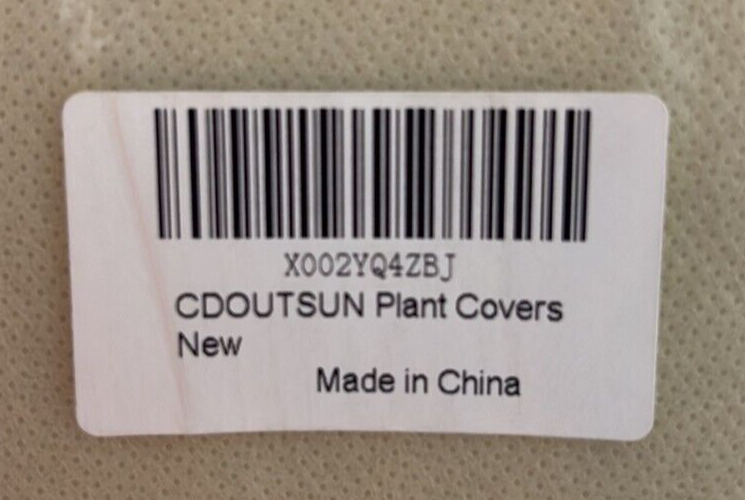 X002YQ4ZBJ
CDOUTSUN Plant Covers
New
Made in China